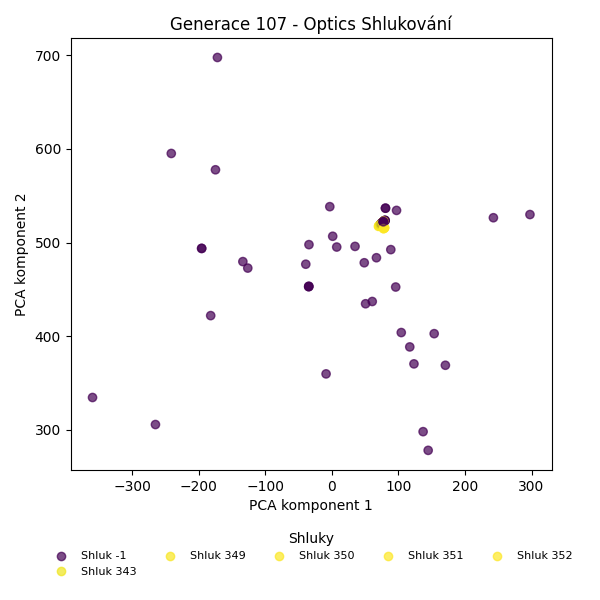 Generace 107 - Optics Shlukování
700
600
500
400
300
PCA komponent 2
−300 −200 −100 0 100 200 300
PCA komponent 1
Shluky
Shluk -1 Shluk 349 Shluk 350 Shluk 351 Shluk 352
Shluk 343